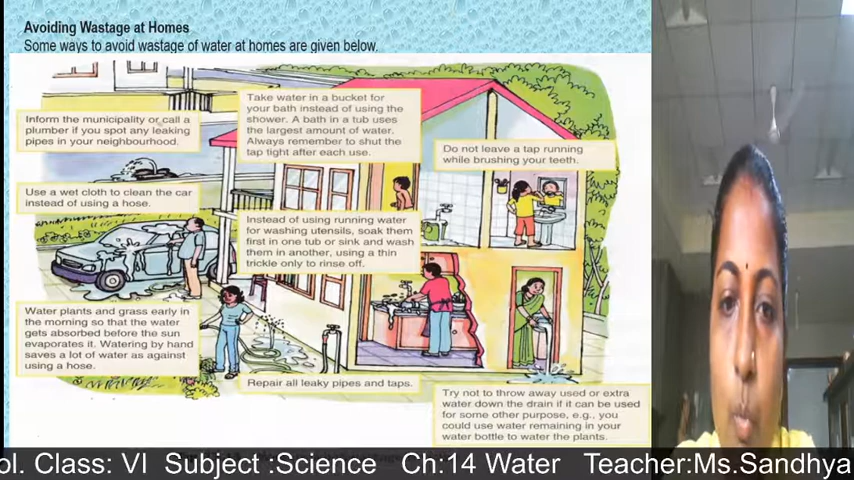 Avoiding Wastage at Homes
Some ways to avoid wastage of water at homes are given below.
Inform the municipality or call a
plumber if you spot any leaking
pipes in your neighbourhood.
Take water in a bucket for
your bath instead of using the
shower. A bath in a tub uses
the largest amount of water.
Always remember to shut the
tap tight after each use.
Do not leave a tap running
while brushing your teeth.
Use a wet cloth to clean the car
instead of using a hose.
Instead of using running water
for washing utensils, soak them
first in one tub or sink and wash
them in another, using a thin
trickle only to rinse off.
Water plants and grass early in
the morning so that the water
gets absorbed before the sun
evaporates it. Watering by hand
saves a lot of water as against
using a hose.
Repair all leaky pipes and taps.
Try not to throw away used or extra
water down the drain if it can be used
for some other purpose, e.g., you
could use water remaining in your
water bottle to water the plants.
ol. Class: VI Subject :Science Ch:14 Water Teacher:Ms.Sandhya